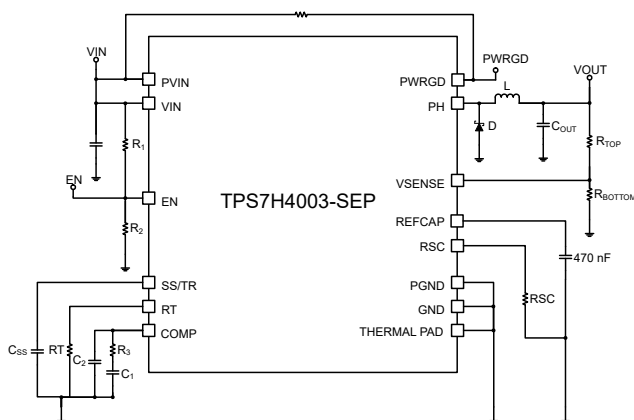 VIN
PVIN
VIN
R1
EN
EN
R2
SS/TR
RT
COMP
CSS
RT
C2
R3
C1
TPS7H4003-SEP
PWRGD
PWRGD
PH
L
VOUT
D
COUT
RTOP
VSENSE
RBOTTOM
REFCAP
RSC
470 nF
PGND
RSC
GND
THERMAL PAD